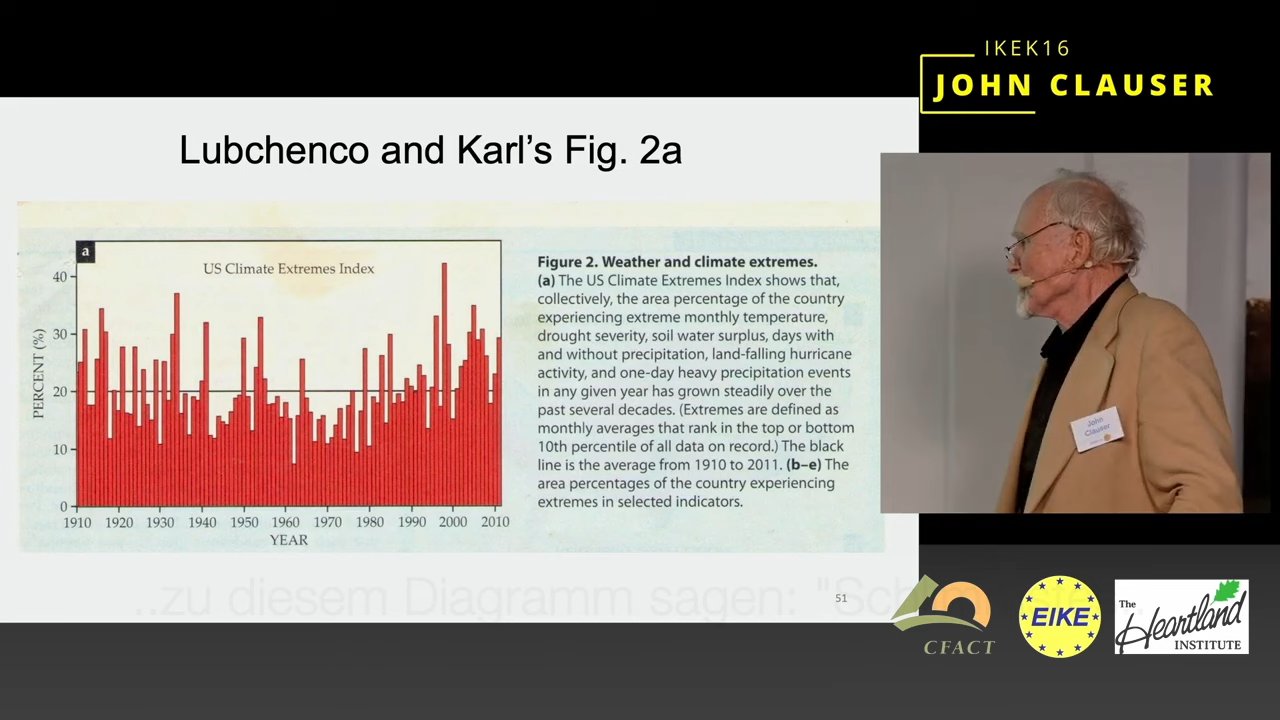 IKEK16
JOHN CLAUSER
Lubchenco and Karl's Fig. 2a
a
US Climate Extremes Index
40
30
20
10
0
PERCENT (%)
1910 1920 1930 1940 1950 1960 1970 1980 1990 2000 2010
YEAR
Figure 2. Weather and climate extremes.
(a) The US Climate Extremes Index shows that,
collectively, the area percentage of the country
experiencing extreme monthly temperature,
drought severity, soil water surplus, days with
and without precipitation, land-falling hurricane
activity, and one-day heavy precipitation events
in any given year has grown steadily over the
past several decades. (Extremes are defined as
monthly averages that rank in the top or bottom
10th percentile of all data on record.) The black
line is the average from 1910 to 2011. (b–e) The
area percentages of the country experiencing
extremes in selected indicators.
John
Clauser
..zu diesem Diagramm sagen: "Sch
51
CFACT
EIKE
The
Heartland
INSTITUTE